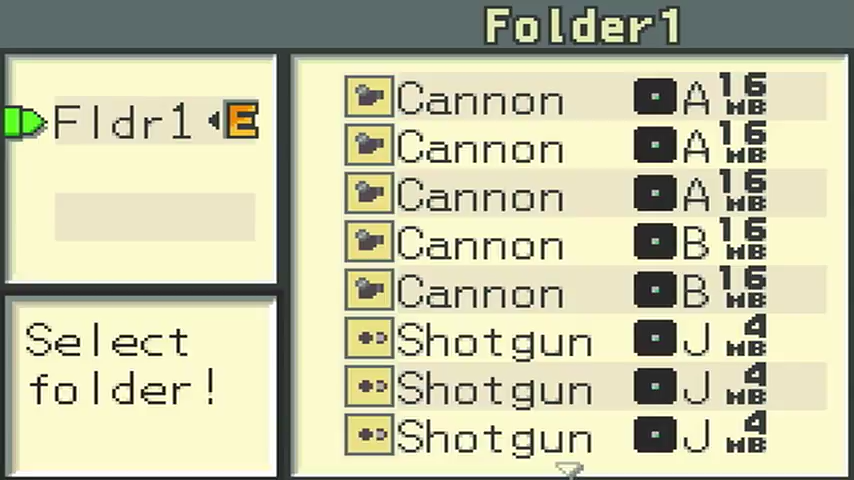 Folder1
Fldr1 E
Cannon A 16 MB
Cannon A 16 MB
Cannon A 16 MB
Cannon B 16 MB
Cannon B 16 MB
Shotgun J 4 MB
Shotgun J 4 MB
Shotgun J 4 MB
Select
folder!